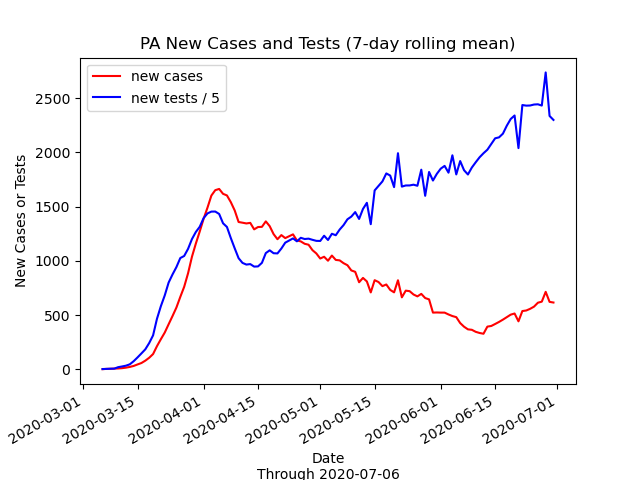 PA New Cases and Tests (7-day rolling mean)
new cases
new tests / 5
New Cases or Tests
2500
2000
1500
1000
500
0
2020-03-01
2020-03-15
2020-04-01
2020-04-15
2020-05-01
2020-05-15
2020-06-01
2020-06-15
2020-07-01
Date
Through 2020-07-06